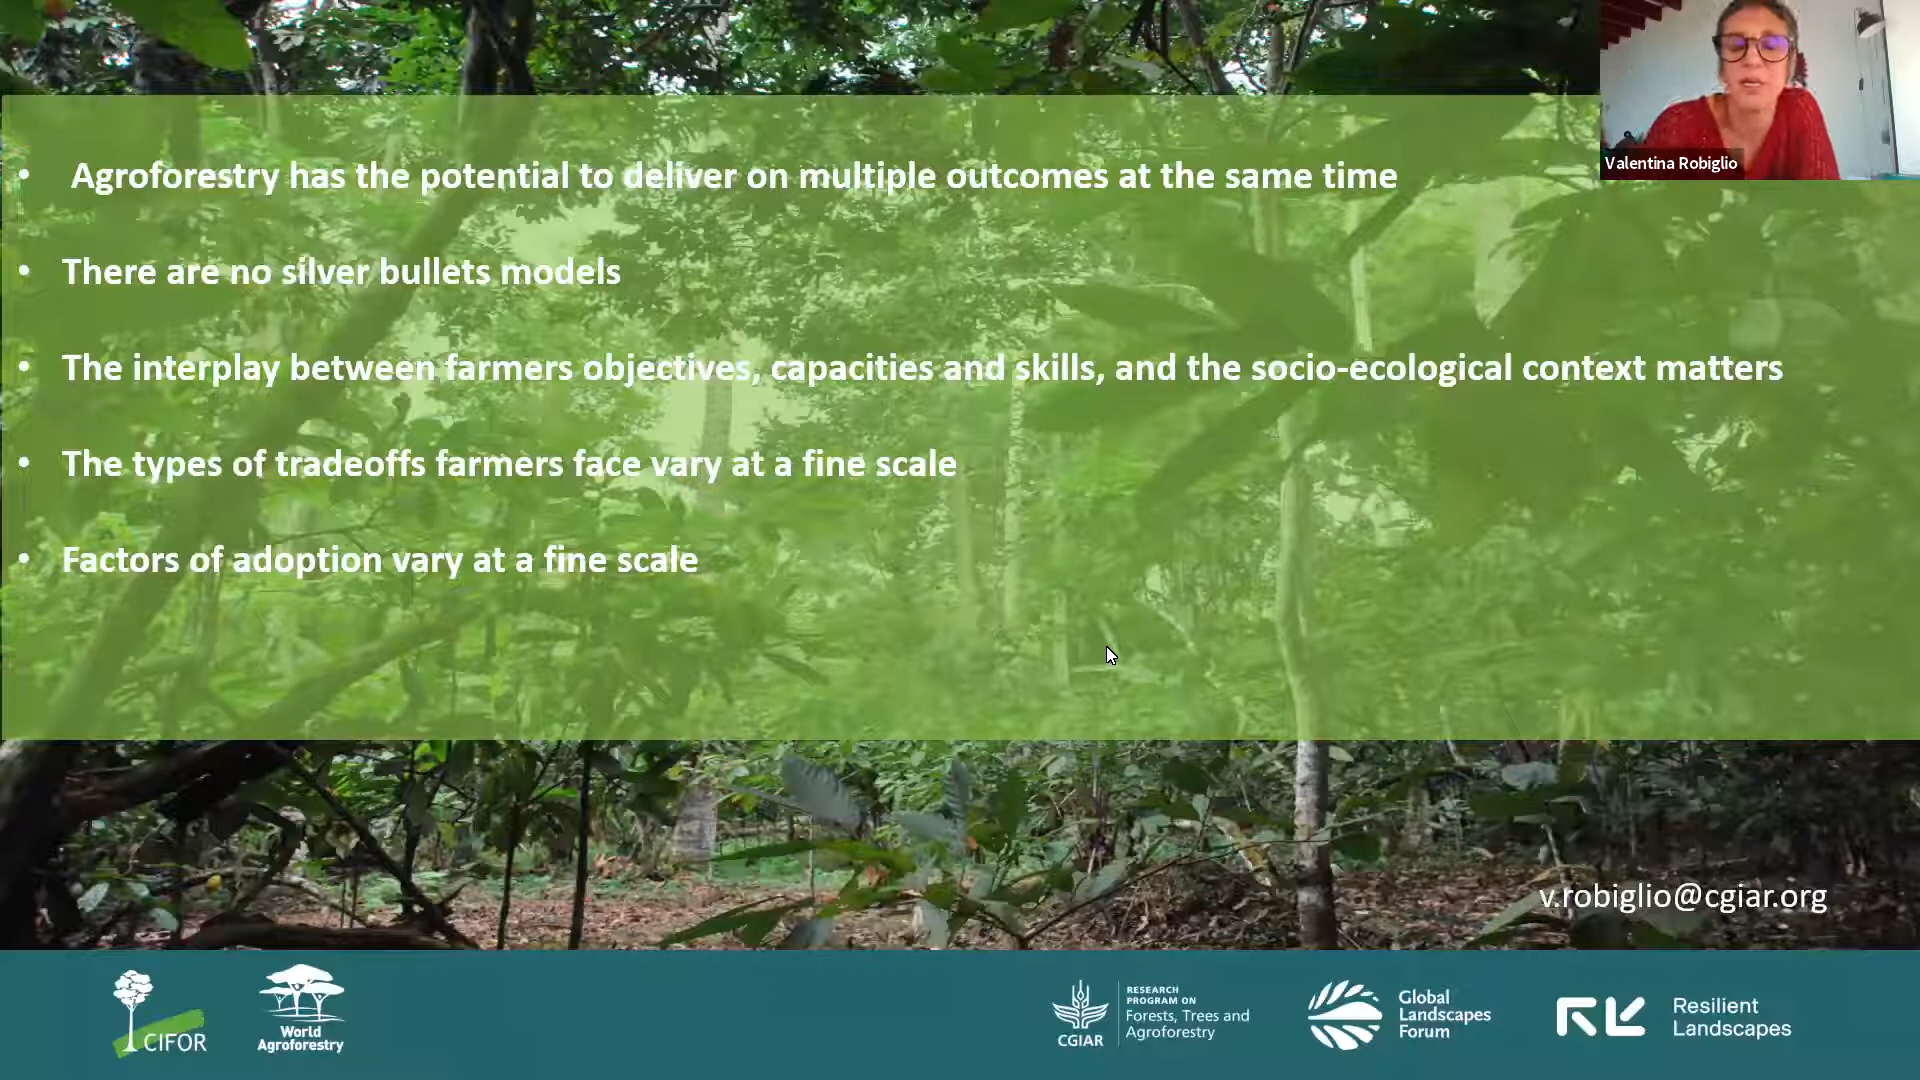 Valentina Robiglio
• Agroforestry has the potential to deliver on multiple outcomes at the same time
• There are no silver bullets models
• The interplay between farmers objectives, capacities and skills, and the socio-ecological context matters
• The types of tradeoffs farmers face vary at a fine scale
• Factors of adoption vary at a fine scale
v.robiglio@cgiar.org
CIFOR
World
Agroforestry
CGIAR
RESEARCH
PROGRAM ON
Forests, Trees and
Agroforestry
Global
Landscapes
Forum
Resilient
Landscapes